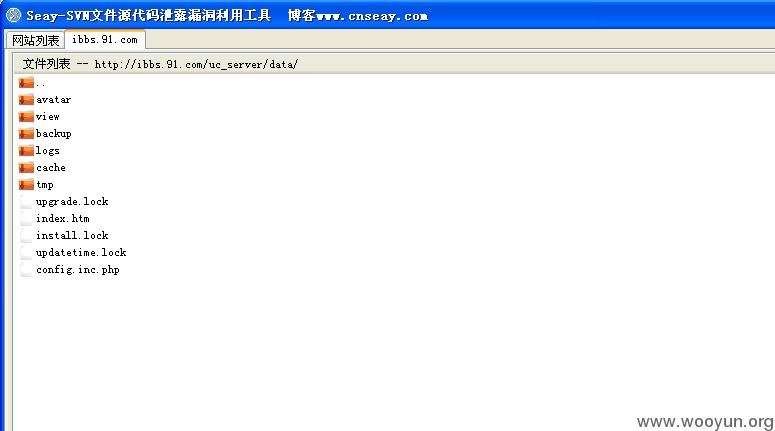 Seay-SVN文件源代码泄露漏洞利用工具 博客www.cnseay.com
网站列表 ibbs.91.com
文件列表 -- http://ibbs.91.com/uc_server/data/
..
avatar
view
backup
logs
cache
tmp
upgrade.lock
index.htm
install.lock
updatetime.lock
config.inc.php
www.wooyun.org